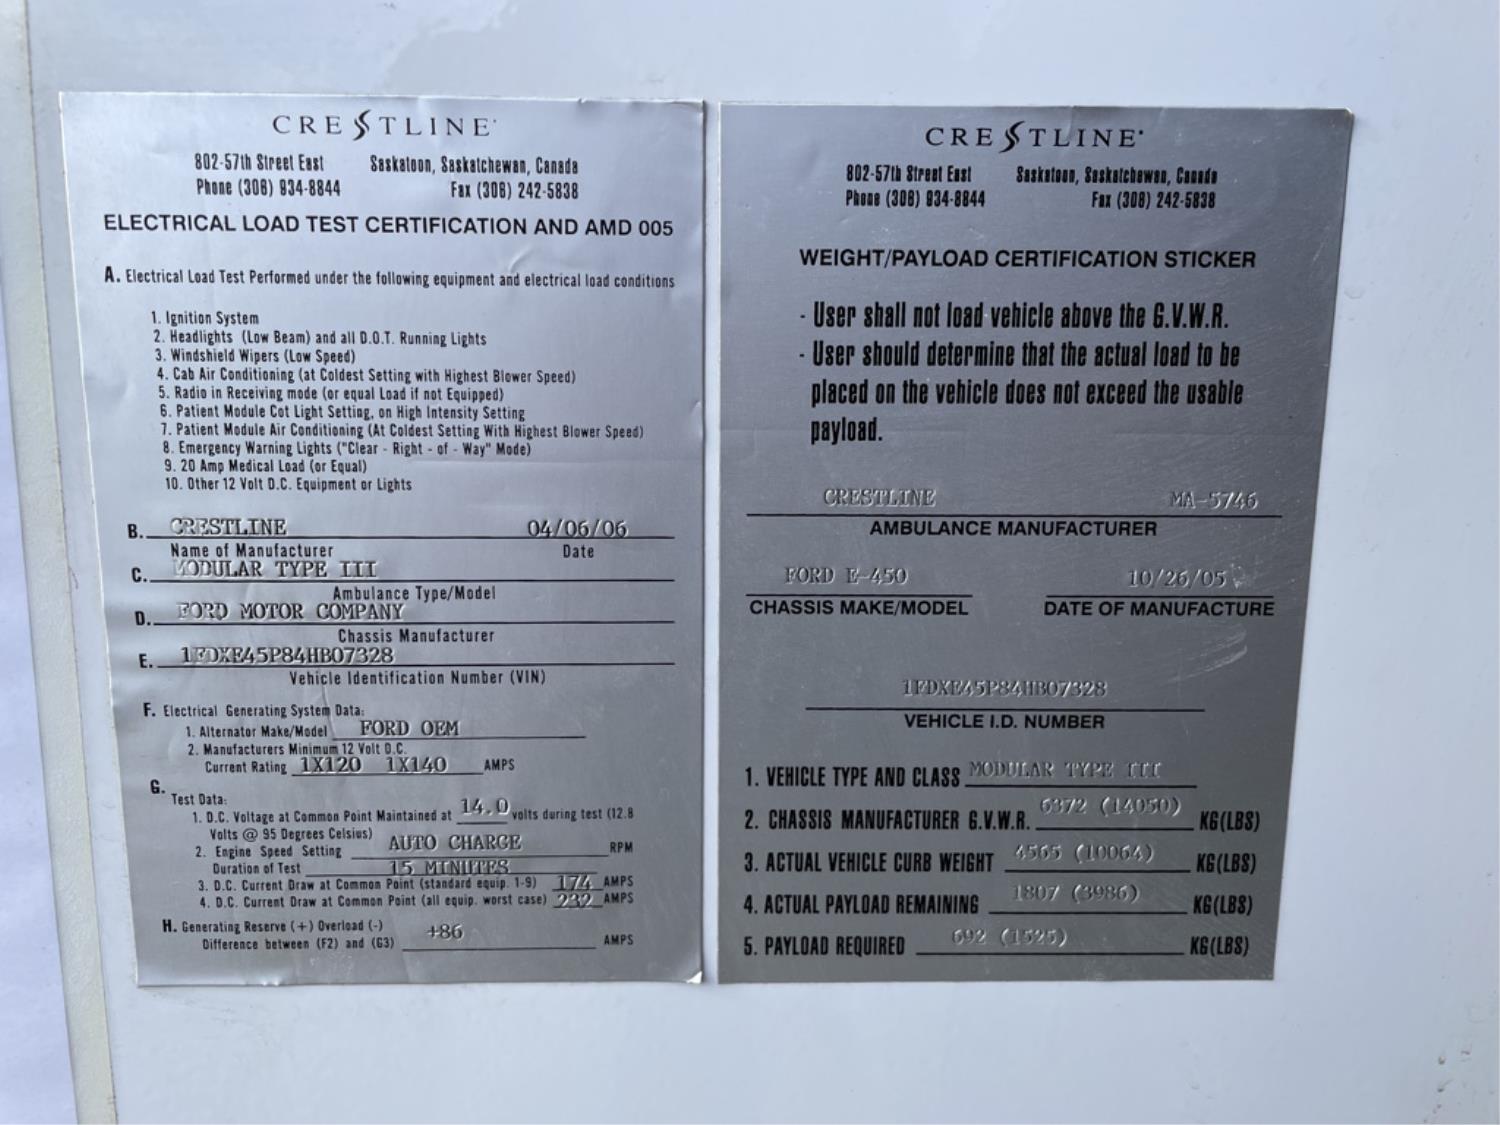 CRESTLINE
802-57th Street East Saskatoon, Saskatchewan, Canada
Phone (306) 934-8844 Fax (306) 242-5838
ELECTRICAL LOAD TEST CERTIFICATION AND AMD 005
A. Electrical Load Test Performed under the following equipment and electrical load conditions
1. Ignition System
2. Headlights (Low Beam) and all D.O.T. Running Lights
3. Windshield Wipers (Low Speed)
4. Cab Air Conditioning (at Coldest Setting with Highest Blower Speed)
5. Radio in Receiving mode (or equal Load if not Equipped)
6. Patient Module Cot Light Setting, on High Intensity Setting
7. Patient Module Air Conditioning (At Coldest Setting With Highest Blower Speed)
8. Emergency Warning Lights ("Clear - Right - of - Way" Mode)
9. 20 Amp Medical Load (or Equal)
10. Other 12 Volt D.C. Equipment or Lights
B. CRESTLINE 04/06/06
Name of Manufacturer Date
C. MODULAR TYPE III
Ambulance Type/Model
D. FORD MOTOR COMPANY
Chassis Manufacturer
E. 1FDXE45P84HB07328
Vehicle Identification Number (VIN)
F. Electrical Generating System Data:
1. Alternator Make/Model FORD OEM
2. Manufacturers Minimum 12 Volt D.C.
Current Rating 1X120 1X140 AMPS
G.
Test Data:
1. D.C. Voltage at Common Point Maintained at 14.0 volts during test (12.8
Volts @ 95 Degrees Celsius)
2. Engine Speed Setting AUTO CHARGE RPM
Duration of Test 15 MINUTES
3. D.C. Current Draw at Common Point (standard equip. 1-9) 174 AMPS
4. D.C. Current Draw at Common Point (all equip. worst case) 232 AMPS
H. Generating Reserve (+) Overload (-)
Difference between (F2) and (G3) +86 AMPS
CRESTLINE
802-57th Street East Saskatoon, Saskatchewan, Canada
Phone (306) 934-8844 Fax (306) 242-5838
WEIGHT/PAYLOAD CERTIFICATION STICKER
- User shall not load vehicle above the G.V.W.R.
- User should determine that the actual load to be
placed on the vehicle does not exceed the usable
payload.
CRESTLINE MA-5746
AMBULANCE MANUFACTURER
FORD E-450 10/26/05
CHASSIS MAKE/MODEL DATE OF MANUFACTURE
1FDXE45P84HB07328
VEHICLE I.D. NUMBER
1. VEHICLE TYPE AND CLASS MODULAR TYPE III
2. CHASSIS MANUFACTURER G.V.W.R. 6372 (14050) KG(LBS)
3. ACTUAL VEHICLE CURB WEIGHT 4565 (10064) KG(LBS)
4. ACTUAL PAYLOAD REMAINING 1807 (3986) KG(LBS)
5. PAYLOAD REQUIRED 692 (1525) KG(LBS)